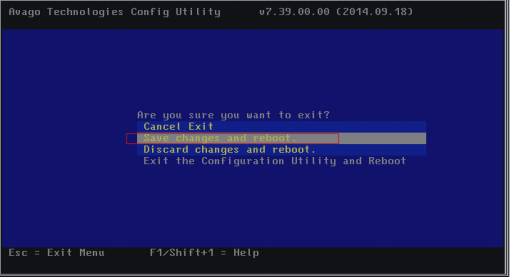 Avago Technologies Config Utility v7.39.00.00 (2014.09.18)
Are you sure you want to exit?
Cancel Exit
Save changes and reboot.
Discard changes and reboot.
Exit the Configuration Utility and Reboot
Esc = Exit Menu F1/Shift+1 = Help